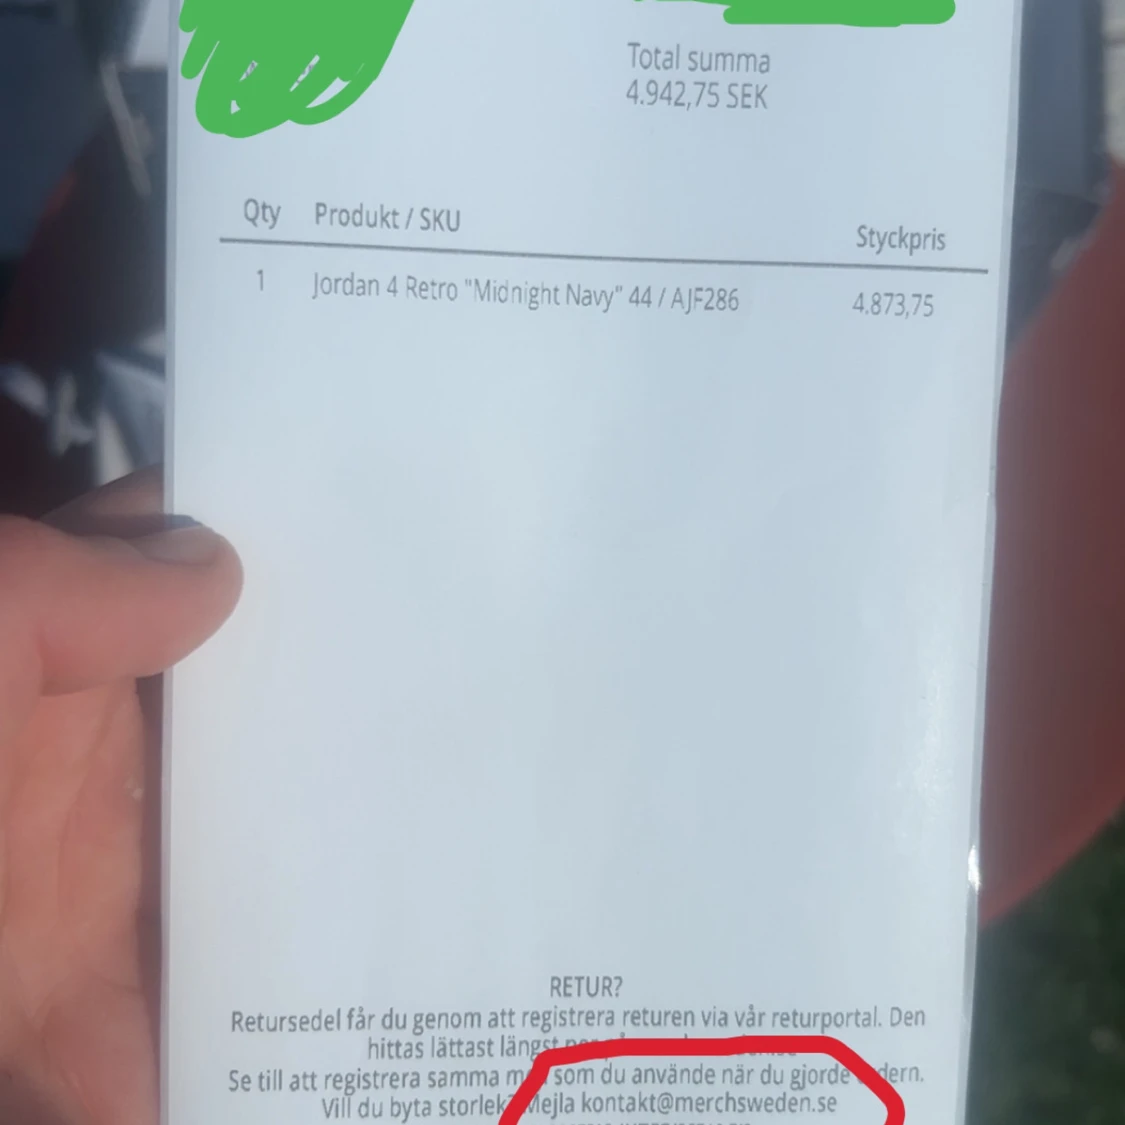 Total summa
4.942,75 SEK
Qty Produkt / SKU Styckpris
1 Jordan 4 Retro "Midnight Navy" 44 / AJF286 4.873,75
RETUR?
Retursedel får du genom att registrera returen via vår returportal. Den
hittas lättast längst
Se till att registrera samma som du använde när du gjorde
Vill du byta storlek? Mejla kontakt@merchsweden.se